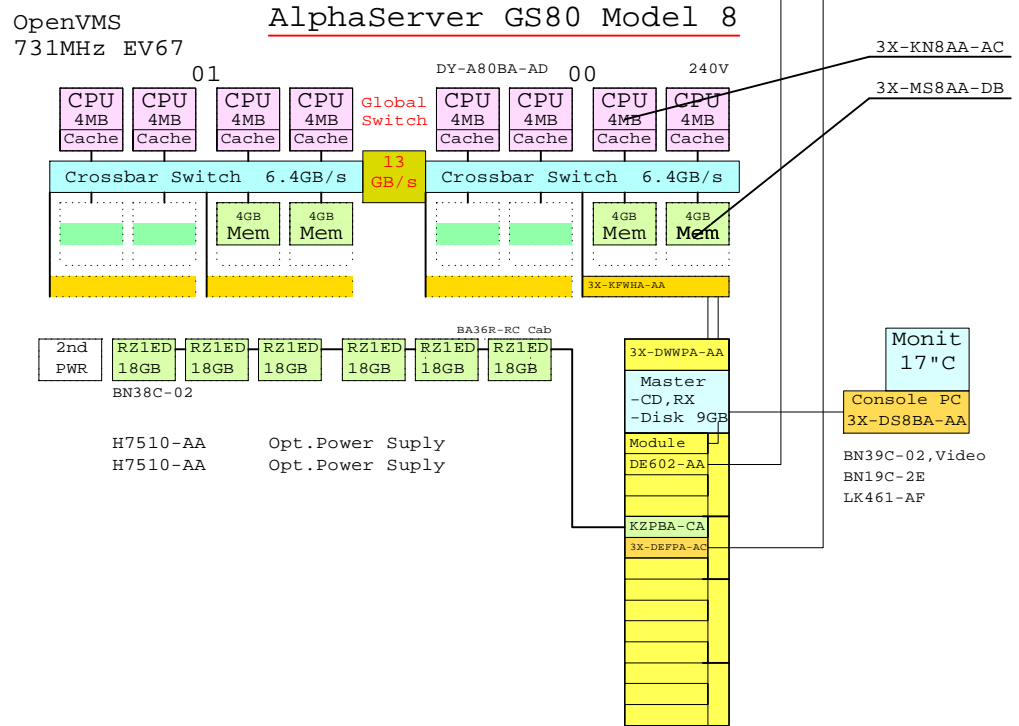 AlphaServer GS80 Model 8
OpenVMS
731MHz EV67
3X-KN8AA-AC
3X-MS8AA-DB
01
DY-A80BA-AD
00
240V
CPU CPU CPU CPU Global CPU CPU CPU CPU
4MB 4MB 4MB 4MB Switch 4MB 4MB 4MB 4MB
Cache Cache Cache Cache Cache Cache Cache Cache
Crossbar Switch 6.4GB/s
13
GB/s
Crossbar Switch 6.4GB/s
4GB 4GB 4GB 4GB
Mem Mem Mem Mem
3X-KFWHA-AA
BA36R-RC Cab
2nd RZ1ED RZ1ED RZ1ED RZ1ED RZ1ED RZ1ED
PWR 18GB 18GB 18GB 18GB 18GB 18GB
BN38C-02
H7510-AA Opt.Power Suply
H7510-AA Opt.Power Suply
3X-DWWPA-AA
Master
-CD,RX
-Disk 9GB
Module
DE602-AA
KZPBA-CA
3X-DEFPA-AC
Monit
17"C
Console PC
3X-DS8BA-AA
BN39C-02,Video
BN19C-2E
LK461-AF